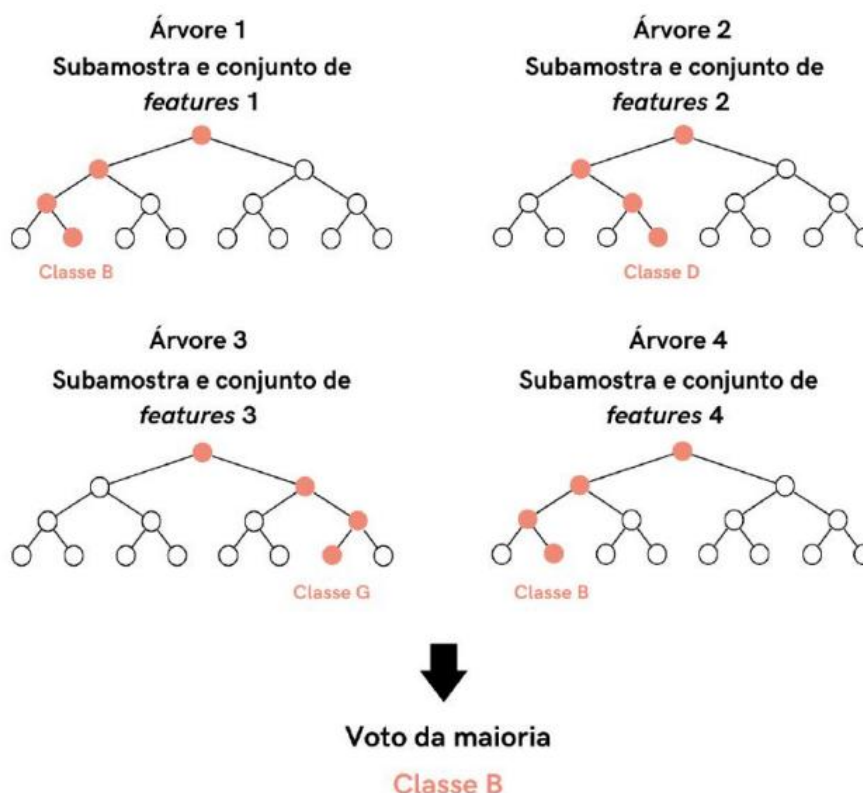 Árvore 1
Subamostra e conjunto de
features 1
Classe B
Árvore 2
Subamostra e conjunto de
features 2
Classe D
Árvore 3
Subamostra e conjunto de
features 3
Classe G
Árvore 4
Subamostra e conjunto de
features 4
Classe B
Voto da maioria
Classe B